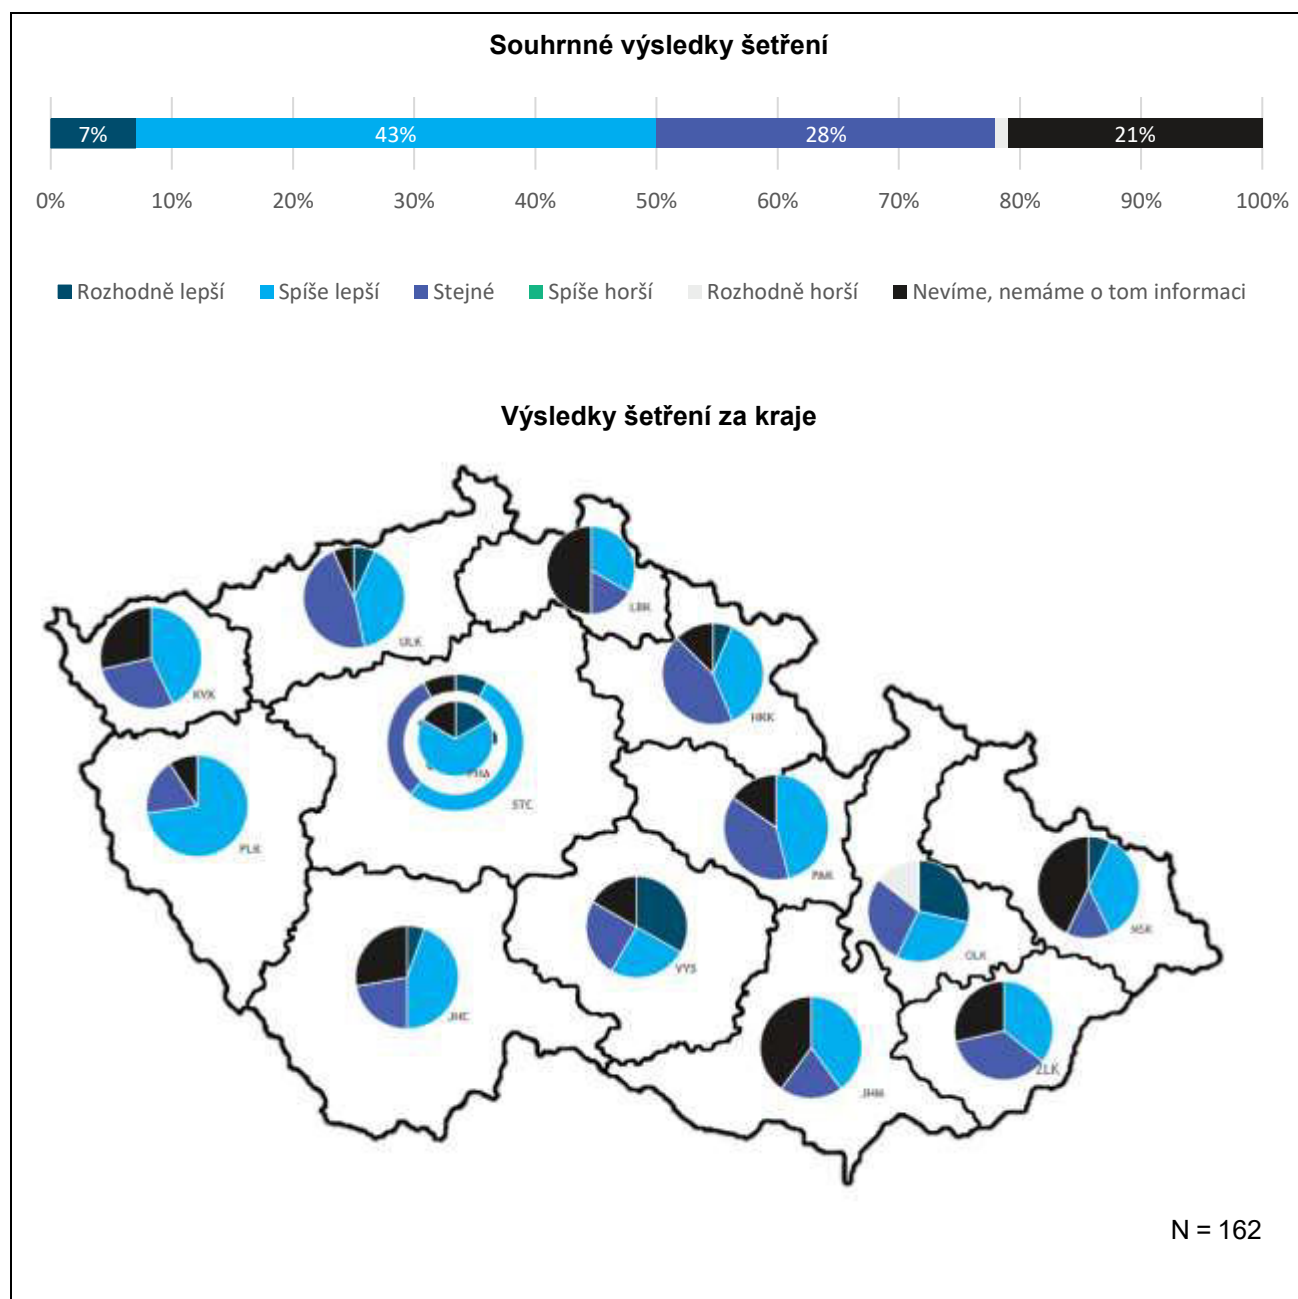 Souhrnné výsledky šetření
7% 43% 28% 21%
0% 10% 20% 30% 40% 50% 60% 70% 80% 90% 100%
Rozhodně lepší Spíše lepší Stejné Spíše horší Rozhodně horší Nevíme, nemáme o tom informaci
Výsledky šetření za kraje
LBK
ULK
KVK
HKK
PHA
STC
PLK
PAK
MSK
OLK
VYS
JHC
ZLK
JHM
N = 162